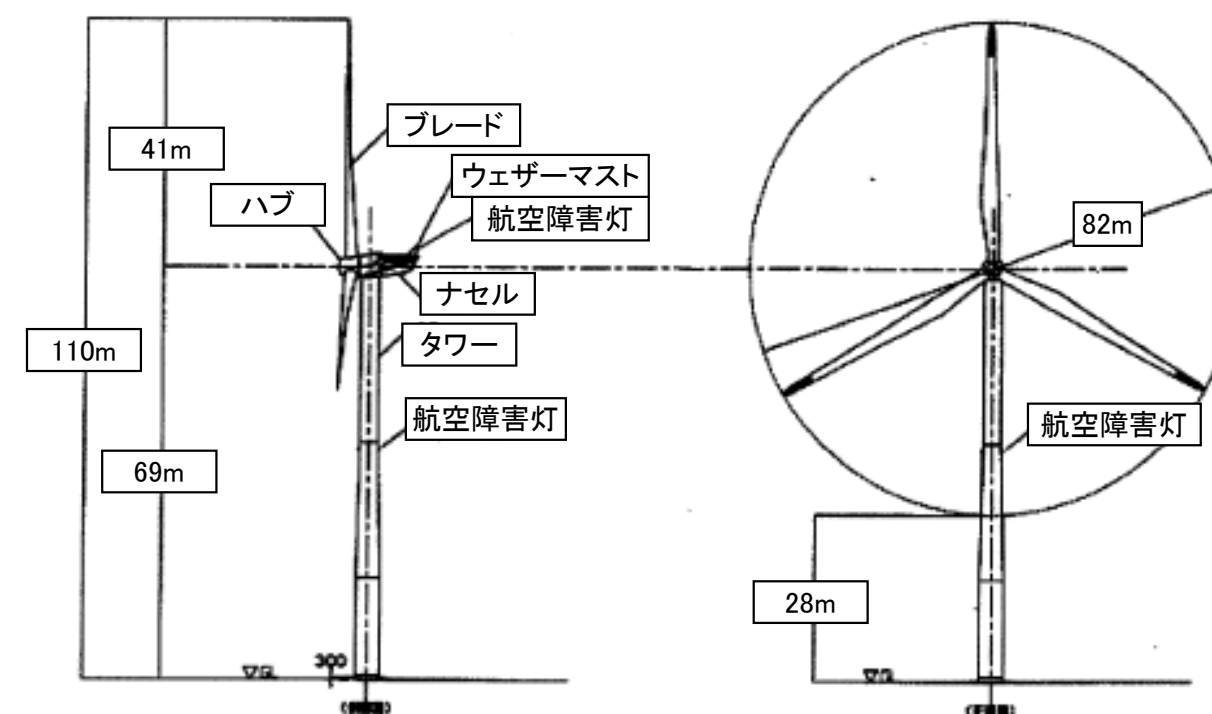 41m
ブレード
ウェザーマスト
ハブ
航空障害灯
82m
ナセル
タワー
110m
航空障害灯
航空障害灯
69m
28m
300